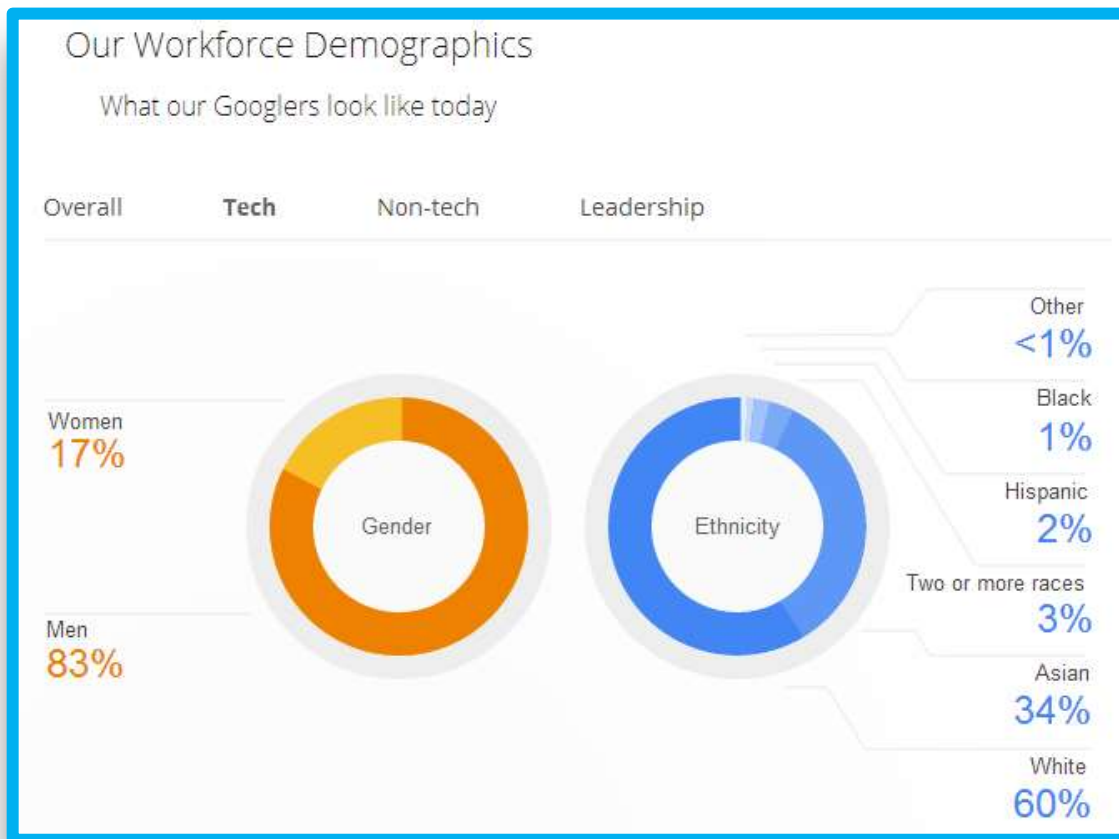 Our Workforce Demographics
What our Googlers look like today
Overall Tech Non-tech Leadership
Women
17%
Men
83%
Gender
Ethnicity
Other
<1%
Black
1%
Hispanic
2%
Two or more races
3%
Asian
34%
White
60%